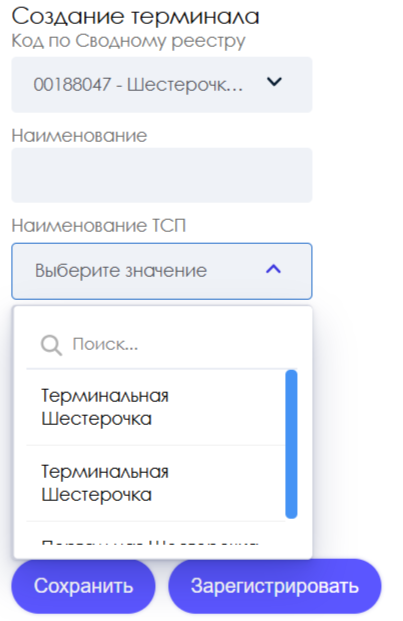 Создание терминала
Код по Сводному реестру
00188047 - Шестерочк...
Наименование
Наименование ТСП
Выберите значение
Поиск...
Терминальная
Шестерочка
Терминальная
Шестерочка
Сохранить
Зарегистрировать